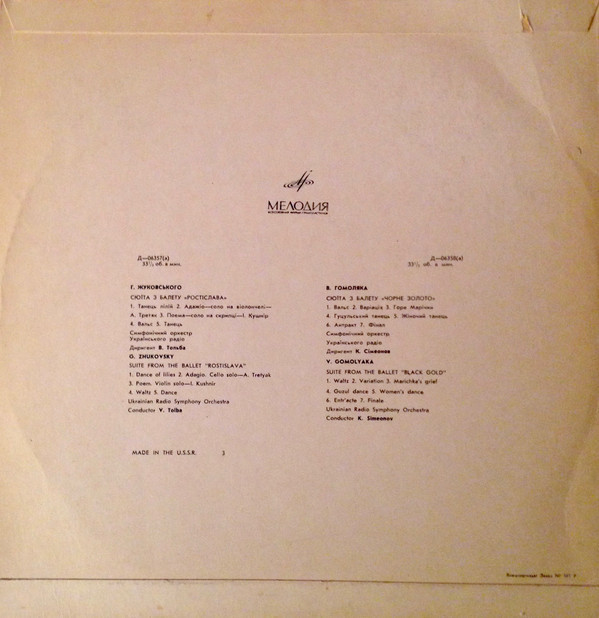 МЕЛОДИЯ
ВСЕСОЮЗНАЯ ФИРМА ГРАМПЛАСТИНОК
Д—06357(а)
33⅓ об. в мин.
Г. ЖУКОВСЬКОГО
СЮЇТА З БАЛЕТУ «РОСТІСЛАВА»
1. Танець лілій 2. Адажіо—соло на віолончелі—
А. Третяк 3. Поема—соло на скрипці—І. Кушнір
4. Вальс 5. Танець
Симфонічний оркестр
Українського радіо
Диригент В. Тольба
G. ZHUKOVSKY
SUITE FROM THE BALLET "ROSTISLAVA"
1. Dance of lilies 2. Adagio. Cello solo—A. Tretyak
3. Poem. Violin solo—I. Kushnir
4. Waltz 5. Dance
Ukrainian Radio Symphony Orchestra
Conductor V. Tolba
MADE IN THE U.S.S.R. 3
Д—06358(а)
33⅓ об. в мин.
В. ГОМОЛЯКА
СЮЇТА З БАЛЕТУ «ЧОРНЕ ЗОЛОТО»
1. Вальс 2. Варіація 3. Горе Марічки
4. Гуцульський танець 5. Жіночий танець
6. Антракт 7. Фінал
Симфонічний оркестр
Українського радіо
Диригент К. Сімеонов
V. GOMOLYAKA
SUITE FROM THE BALLET "BLACK GOLD"
1. Waltz 2. Variation 3. Marichka's grief
4. Guzul dance 5. Women's dance
6. Entr'acte 7. Finale
Ukrainian Radio Symphony Orchestra
Conductor K. Simeonov
Зак. №